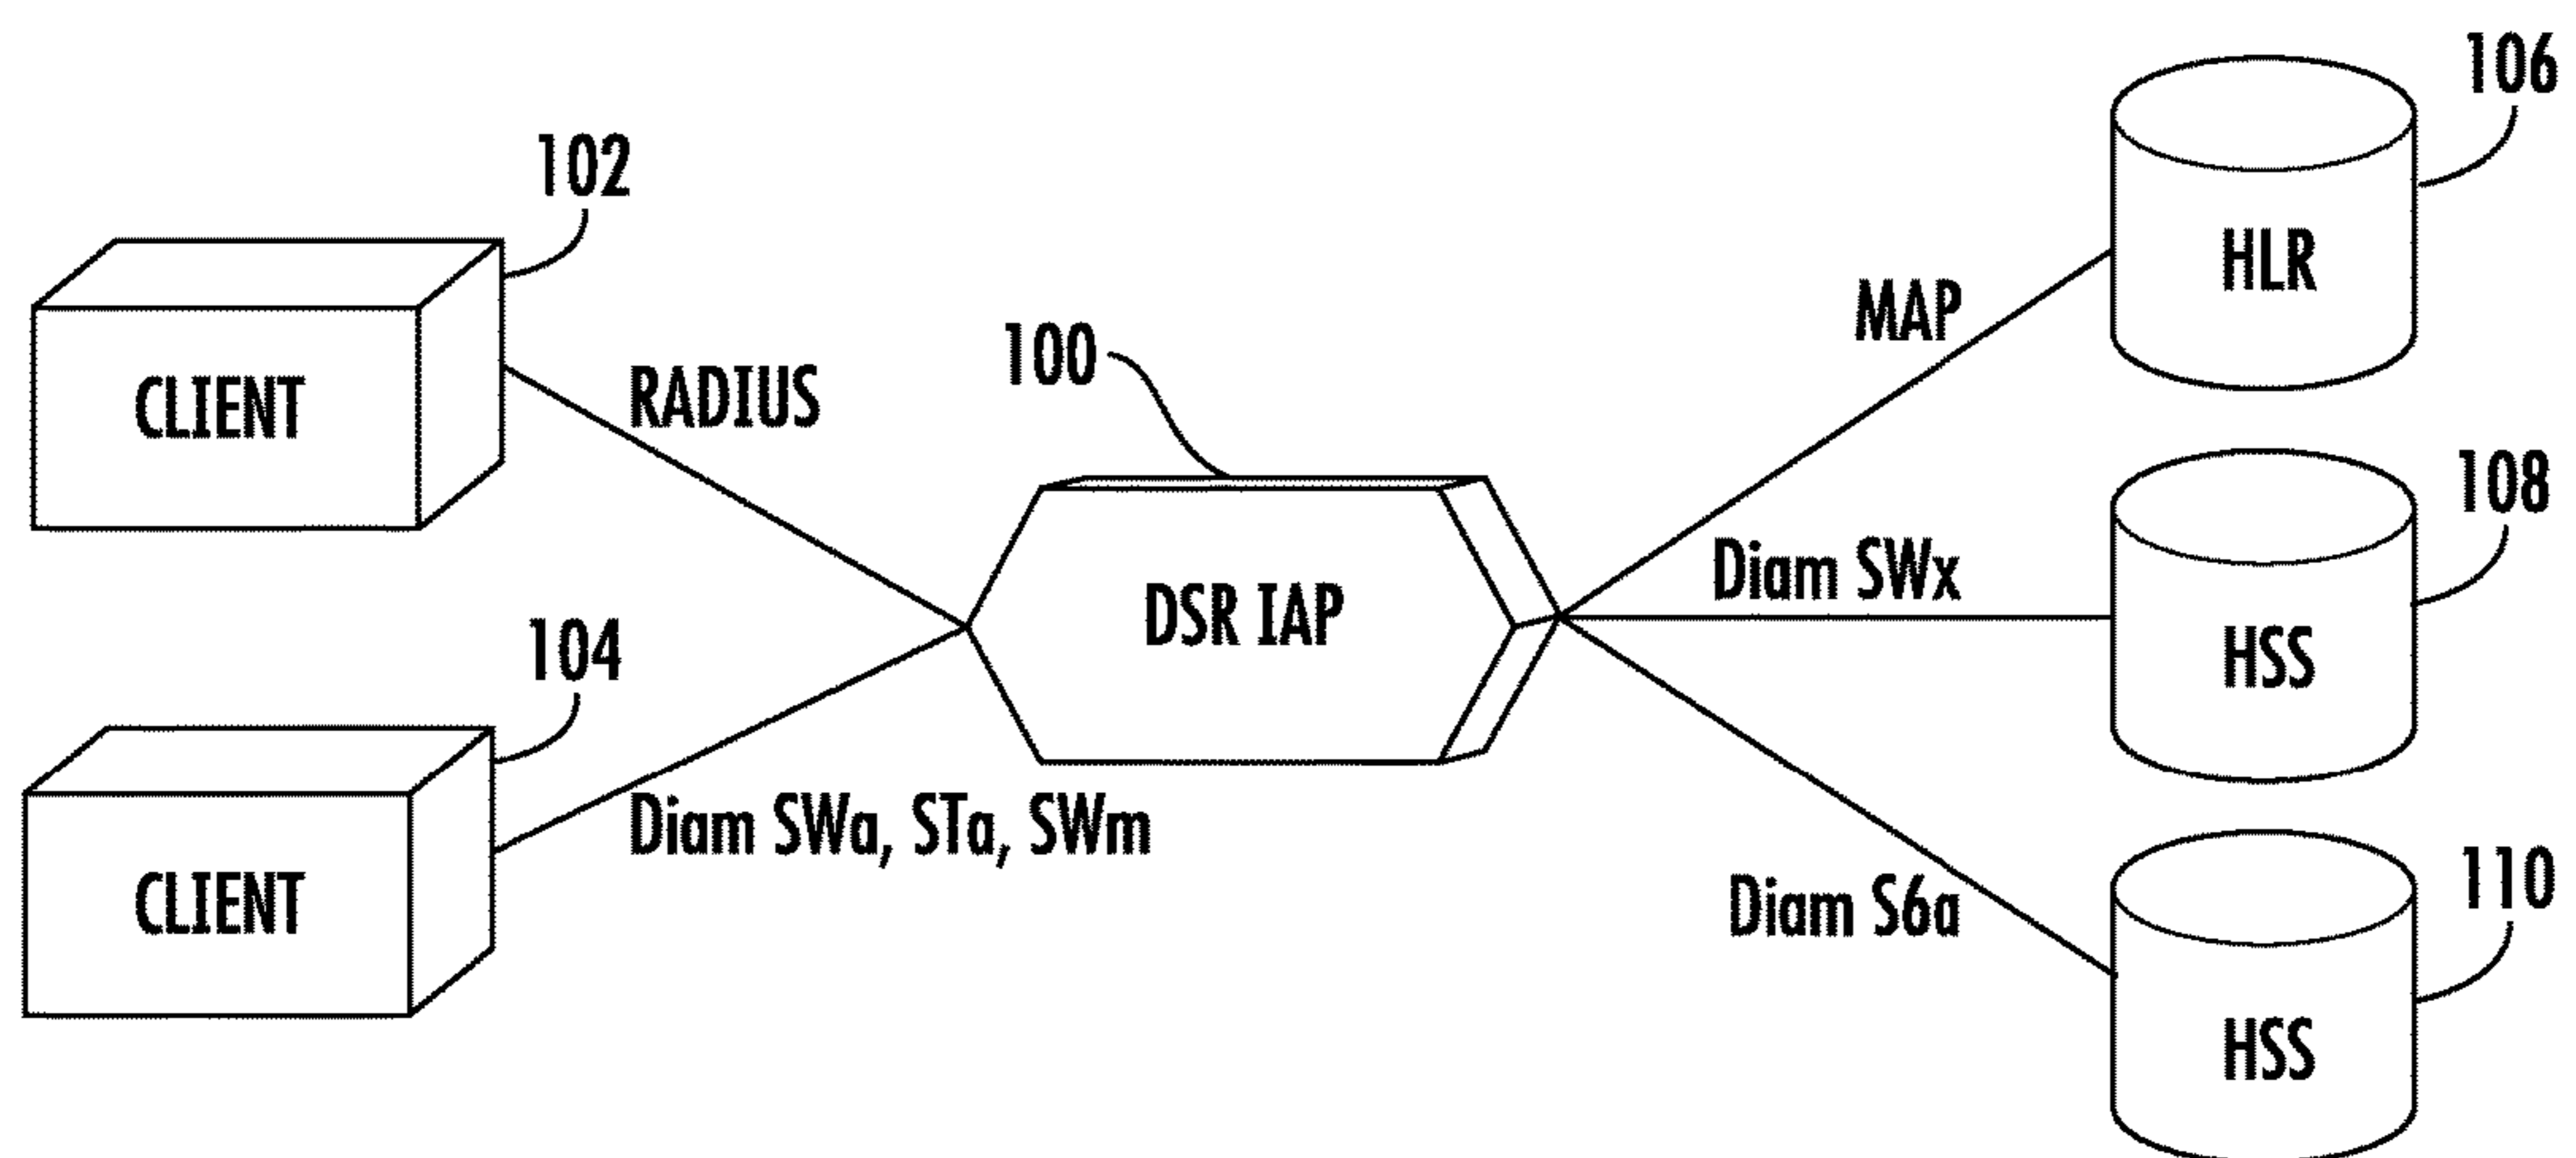 106
102
HLR
MAP
100
RADIUS
CLIENT
108
Diam SWx
DSR IAP
HSS
104
Diam SWa, STa, SWm
110
Diam S6a
CLIENT
HSS